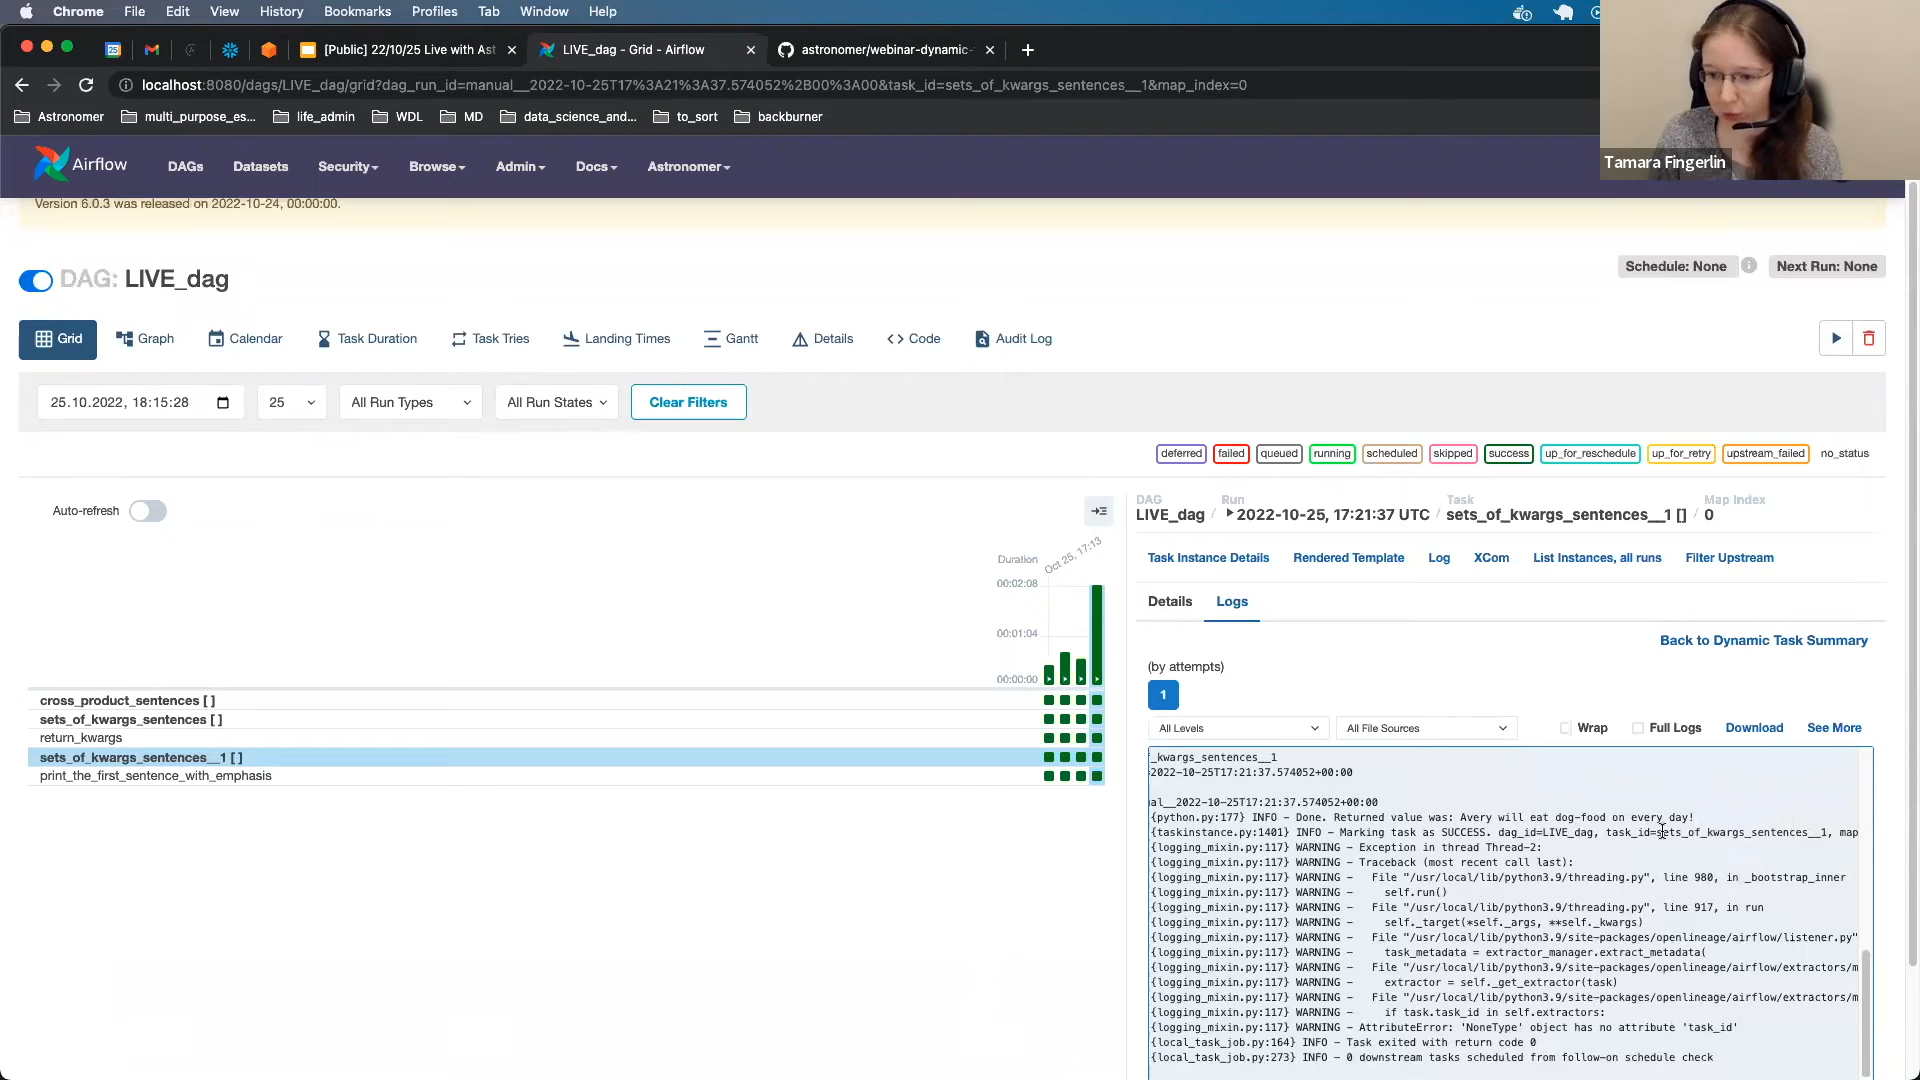 Chrome File Edit View History Bookmarks Profiles Tab Window Help
[Public] 22/10/25 Live with Ast
LIVE_dag - Grid - Airflow
astronomer/webinar-dynamic-
localhost:8080/dags/LIVE_dag/grid?dag_run_id=manual__2022-10-25T17%3A21%3A37.574052%2B00%3A00&task_id=sets_of_kwargs_sentences__1&map_index=0
Astronomer multi_purpose_es... life_admin WDL MD data_science_and... to_sort backburner
Tamara Fingerlin
Airflow DAGs Datasets Security Browse Admin Docs Astronomer
Version 6.0.3 was released on 2022-10-24, 00:00:00.
DAG: LIVE_dag
Schedule: None
Next Run: None
Grid Graph Calendar Task Duration Task Tries Landing Times Gantt Details <> Code Audit Log
25.10.2022, 18:15:28 25 All Run Types All Run States Clear Filters
deferred failed queued running scheduled skipped success up_for_reschedule up_for_retry upstream_failed no_status
Auto-refresh
Duration
Oct 25, 17:13
00:02:08
00:01:04
00:00:00
cross_product_sentences [ ]
sets_of_kwargs_sentences [ ]
return_kwargs
sets_of_kwargs_sentences__1 [ ]
print_the_first_sentence_with_emphasis
DAG Run Task Map Index
LIVE_dag / 2022-10-25, 17:21:37 UTC / sets_of_kwargs_sentences__1 [] / 0
Task Instance Details Rendered Template Log XCom List Instances, all runs Filter Upstream
Details Logs
Back to Dynamic Task Summary
(by attempts)
1
All Levels All File Sources Wrap Full Logs Download See More
_kwargs_sentences__1
2022-10-25T17:21:37.574052+00:00
al__2022-10-25T17:21:37.574052+00:00
{python.py:177} INFO - Done. Returned value was: Avery will eat dog-food on every day!
{taskinstance.py:1401} INFO - Marking task as SUCCESS. dag_id=LIVE_dag, task_id=sets_of_kwargs_sentences__1, map
{logging_mixin.py:117} WARNING - Exception in thread Thread-2:
{logging_mixin.py:117} WARNING - Traceback (most recent call last):
{logging_mixin.py:117} WARNING -   File "/usr/local/lib/python3.9/threading.py", line 980, in _bootstrap_inner
{logging_mixin.py:117} WARNING -     self.run()
{logging_mixin.py:117} WARNING -   File "/usr/local/lib/python3.9/threading.py", line 917, in run
{logging_mixin.py:117} WARNING -     self._target(*self._args, **self._kwargs)
{logging_mixin.py:117} WARNING -   File "/usr/local/lib/python3.9/site-packages/openlineage/airflow/listener.py"
{logging_mixin.py:117} WARNING -     task_metadata = extractor_manager.extract_metadata(
{logging_mixin.py:117} WARNING -   File "/usr/local/lib/python3.9/site-packages/openlineage/airflow/extractors/m
{logging_mixin.py:117} WARNING -     extractor = self._get_extractor(task)
{logging_mixin.py:117} WARNING -   File "/usr/local/lib/python3.9/site-packages/openlineage/airflow/extractors/m
{logging_mixin.py:117} WARNING -     if task.task_id in self.extractors:
{logging_mixin.py:117} WARNING - AttributeError: 'NoneType' object has no attribute 'task_id'
{local_task_job.py:164} INFO - Task exited with return code 0
{local_task_job.py:273} INFO - 0 downstream tasks scheduled from follow-on schedule check